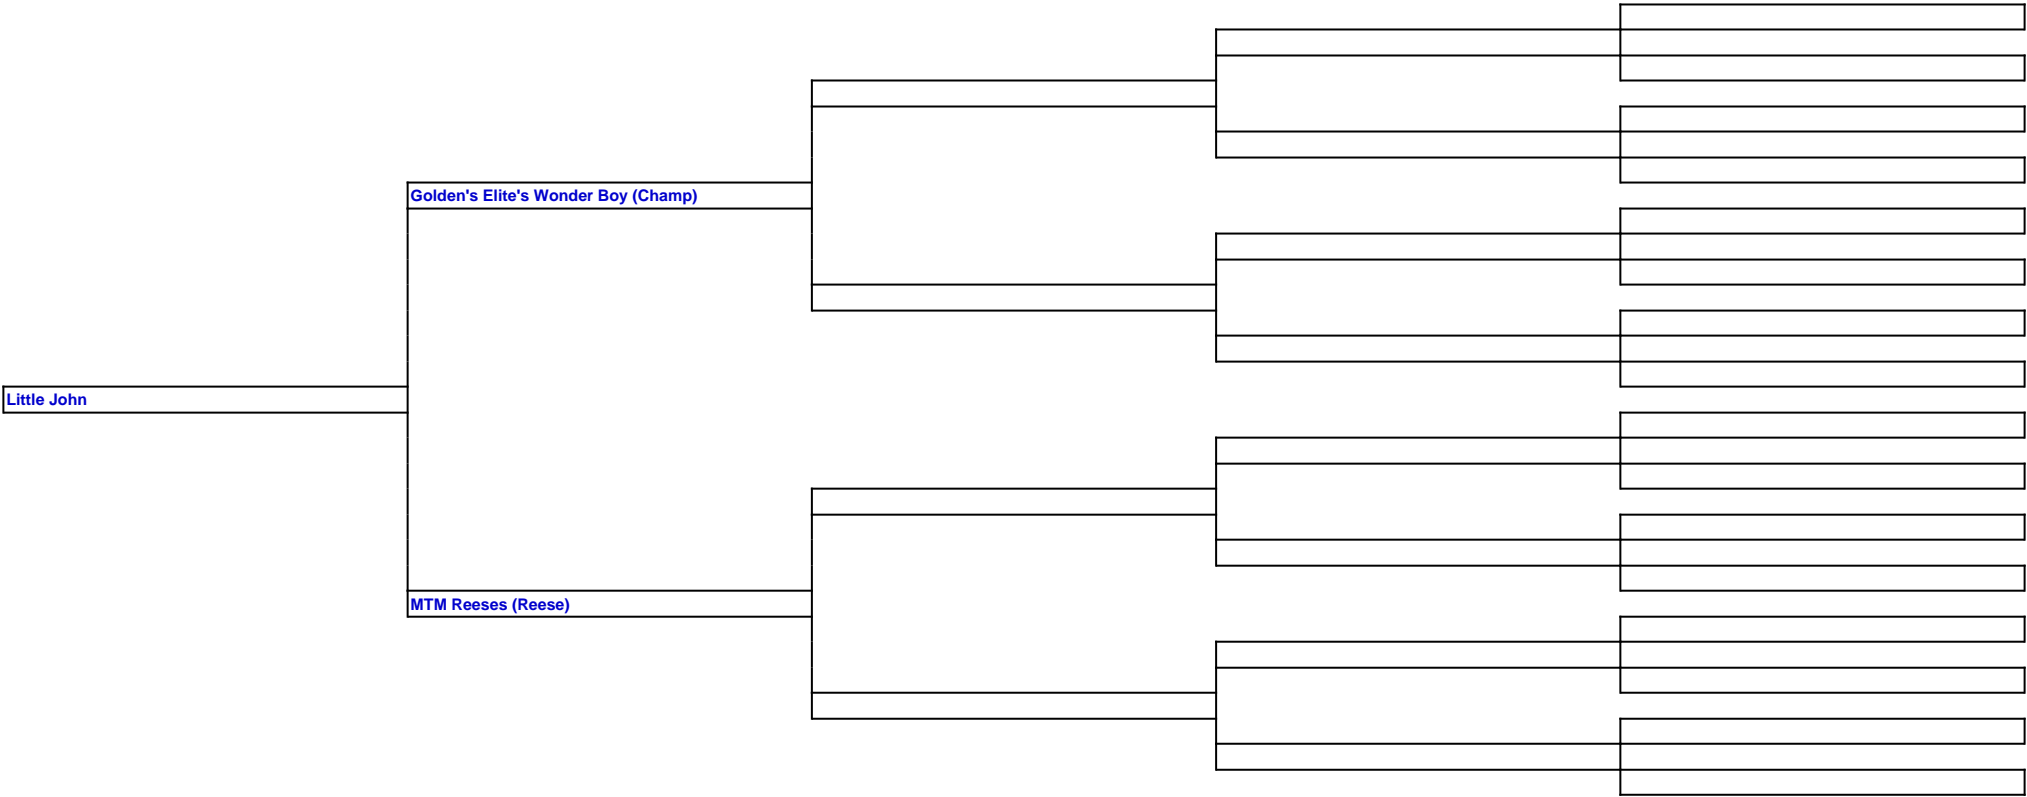 Golden's Elite's Wonder Boy (Champ)
Little John
MTM Reeses (Reese)